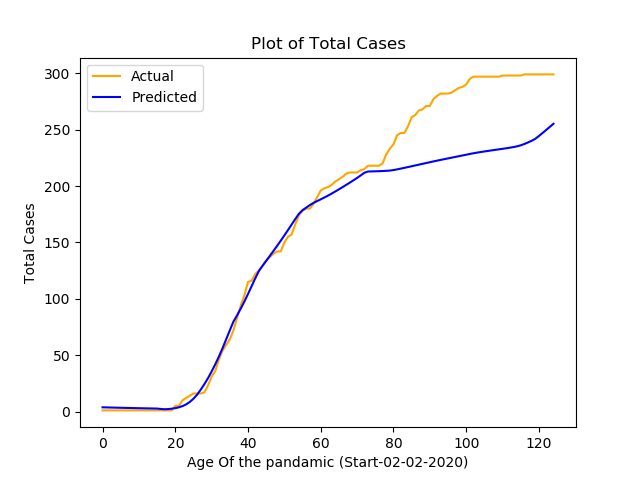 Plot of Total Cases
Actual
Predicted
300
250
200
150
100
50
0
Total Cases
0 20 40 60 80 100 120
Age Of the pandamic (Start-02-02-2020)